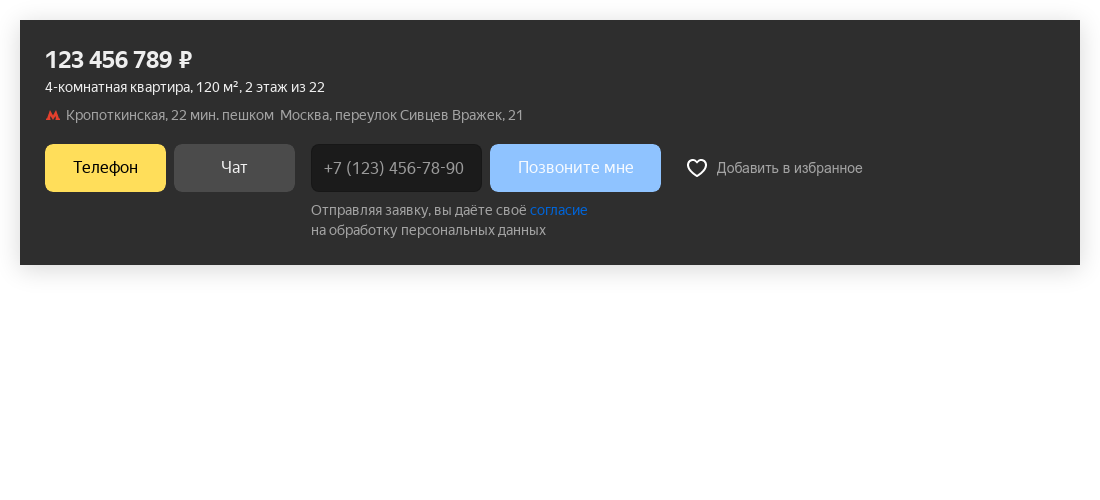 123 456 789 ₽
4-комнатная квартира, 120 м², 2 этаж из 22
Кропоткинская, 22 мин. пешком Москва, переулок Сивцев Вражек, 21
Телефон Чат +7 (123) 456-78-90 Позвоните мне Добавить в избранное
Отправляя заявку, вы даёте своё согласие
на обработку персональных данных